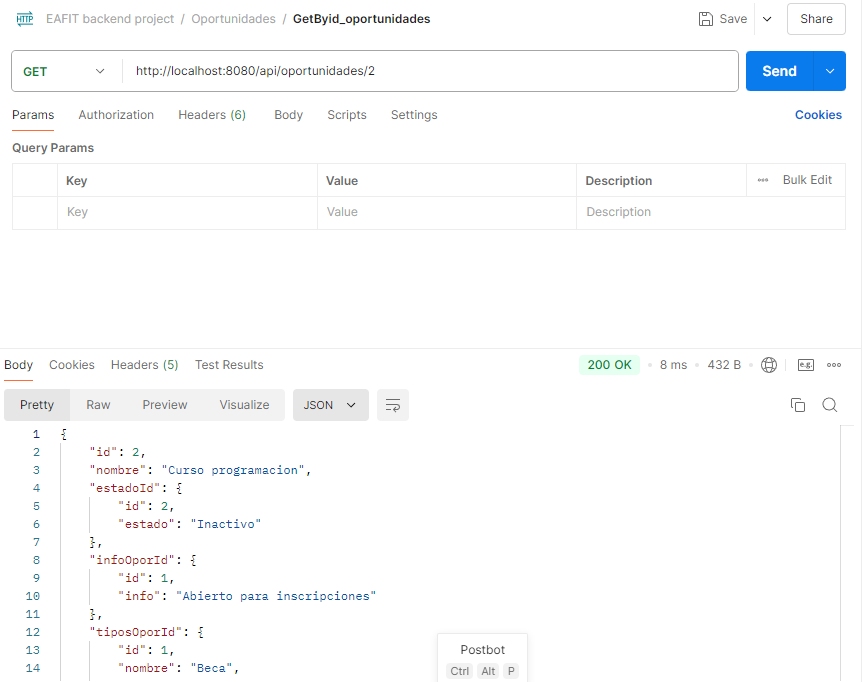 HTTP EAFIT backend project / Oportunidades / GetByid_oportunidades Save Share
GET http://localhost:8080/api/oportunidades/2 Send
Params Authorization Headers (6) Body Scripts Settings Cookies
Query Params
Key Value Description ••• Bulk Edit
Key Value Description
Body Cookies Headers (5) Test Results 200 OK • 8 ms • 432 B • e.g. •••
Pretty Raw Preview Visualize JSON
1 {
2 "id": 2,
3 "nombre": "Curso programacion",
4 "estadoId": {
5 "id": 2,
6 "estado": "Inactivo"
7 },
8 "infoOporId": {
9 "id": 1,
10 "info": "Abierto para inscripciones"
11 },
12 "tiposOporId": {
13 "id": 1,
14 "nombre": "Beca",
Postbot
Ctrl Alt P